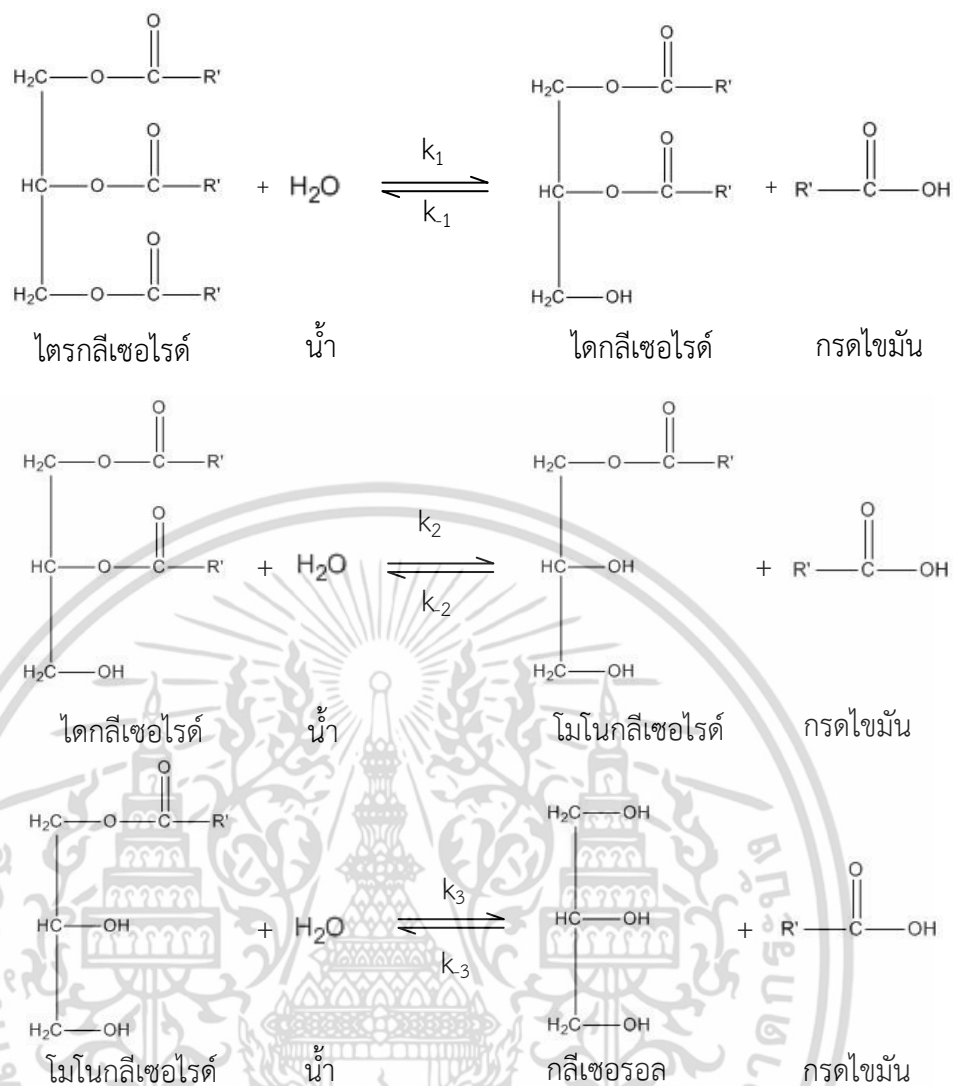 O O
H₂C—O—C—R' H₂C—O—C—R'
O O O
HC—O—C—R' + H₂O k₁ k₋₁ HC—O—C—R' + R'—C—OH
O
H₂C—O—C—R' H₂C—OH
ไตรกลีเซอไรด์ น้ำ ไดกลีเซอไรด์ กรดไขมัน
O O
H₂C—O—C—R' H₂C—O—C—R'
O O
HC—O—C—R' + H₂O k₂ k₋₂ HC—OH + R'—C—OH
H₂C—OH H₂C—OH
ไดกลีเซอไรด์ น้ำ โมโนกลีเซอไรด์ กรดไขมัน
O
H₂C—O—C—R' H₂C—OH
O
HC—OH + H₂O k₃ k₋₃ HC—OH + R'—C—OH
H₂C—OH H₂C—OH
โมโนกลีเซอไรด์ น้ำ กลีเซอรอล กรดไขมัน